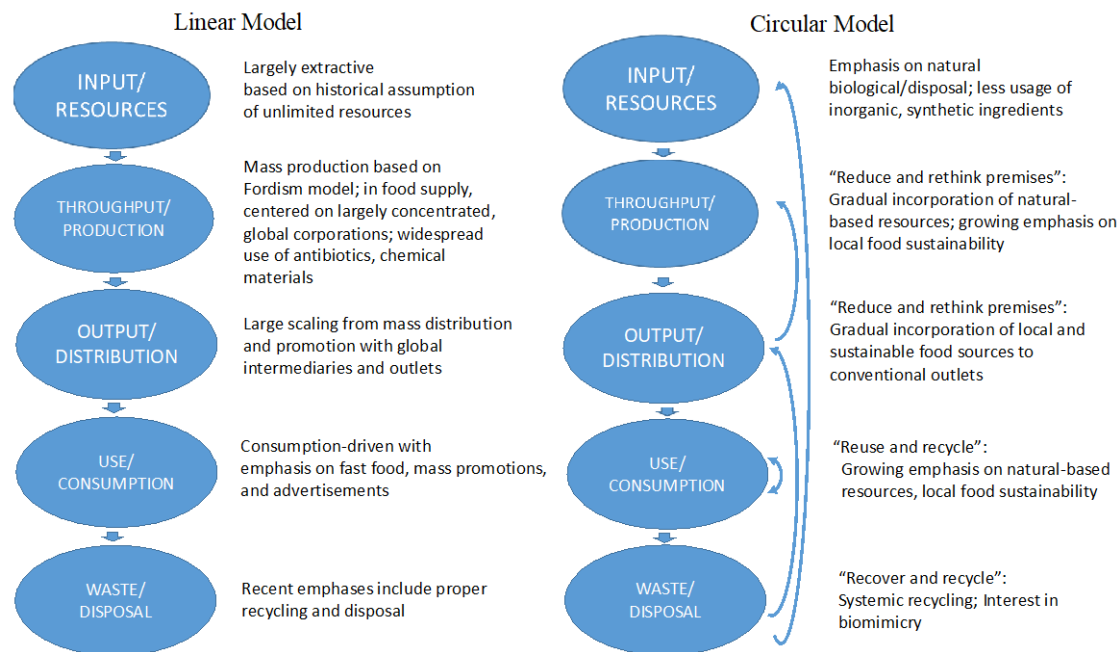 Linear Model
INPUT/
RESOURCES
Largely extractive
based on historical assumption
of unlimited resources
THROUGHPUT/
PRODUCTION
Mass production based on
Fordism model; in food supply,
centered on largely concentrated,
global corporations; widespread
use of antibiotics, chemical
materials
OUTPUT/
DISTRIBUTION
Large scaling from mass distribution
and promotion with global
intermediaries and outlets
USE/
CONSUMPTION
Consumption-driven with
emphasis on fast food, mass promotions,
and advertisements
WASTE/
DISPOSAL
Recent emphases include proper
recycling and disposal
Circular Model
INPUT/
RESOURCES
Emphasis on natural
biological/disposal; less usage of
inorganic, synthetic ingredients
THROUGHPUT/
PRODUCTION
“Reduce and rethink premises”:
Gradual incorporation of natural-
based resources; growing emphasis on
local food sustainability
OUTPUT/
DISTRIBUTION
“Reduce and rethink premises”:
Gradual incorporation of local and
sustainable food sources to
conventional outlets
USE/
CONSUMPTION
“Reuse and recycle”:
Growing emphasis on natural-based
resources, local food sustainability
WASTE/
DISPOSAL
“Recover and recycle”:
Systemic recycling; Interest in
biomimicry